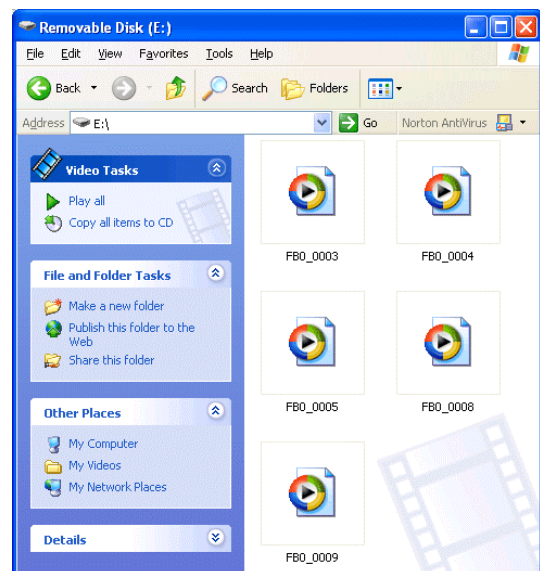 Removable Disk (E:)
File Edit View Favorites Tools Help
Back Search Folders
Address E:\ Go Norton AntiVirus
Video Tasks
Play all
Copy all items to CD
File and Folder Tasks
Make a new folder
Publish this folder to the
Web
Share this folder
Other Places
My Computer
My Videos
My Network Places
Details
FB0_0003 FB0_0004
FB0_0005 FB0_0008
FB0_0009